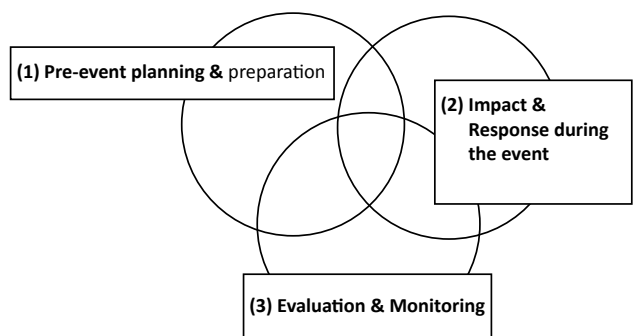 (1) Pre-event planning & preparation
(2) Impact &
Response during
the event
(3) Evaluation & Monitoring